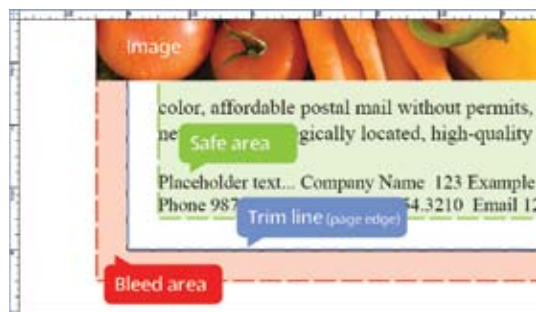 Image
color, affordable postal mail without permits,
ne gically located, high-quality
Safe area
Placeholder text... Company Name 123 Example
Phone 987 54.3210 Email 12
Trim line (page edge)
Bleed area